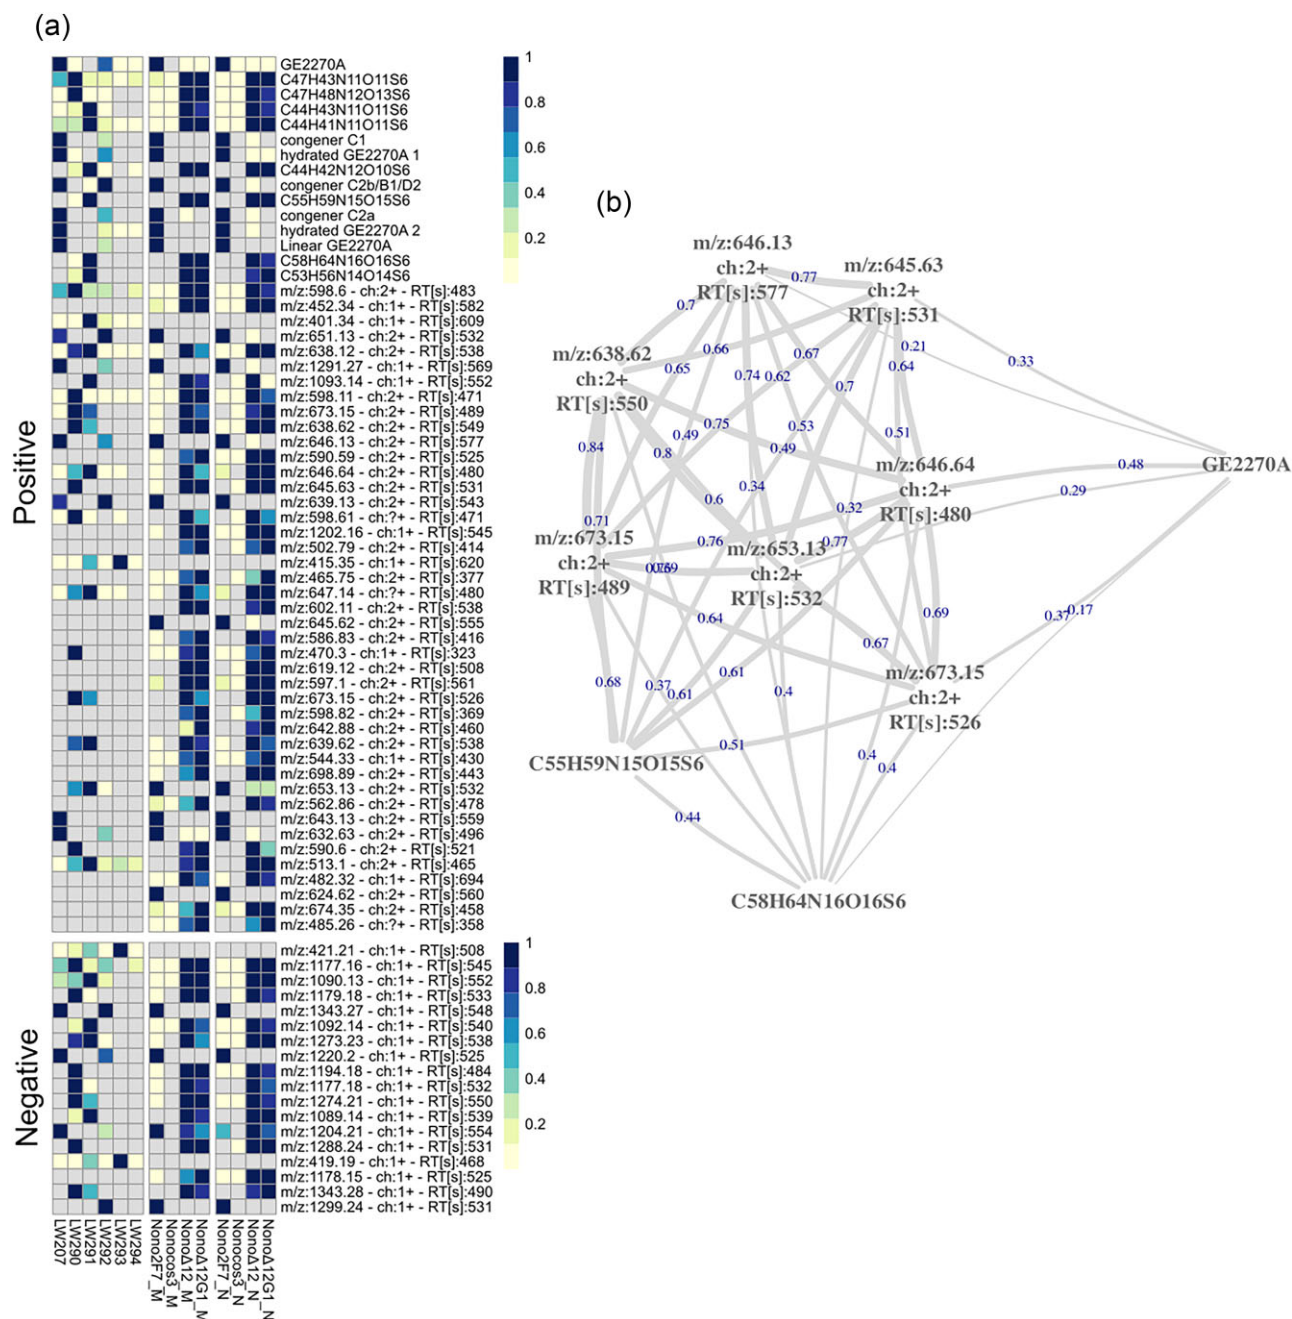 (a)
Positive
GE2270A
C47H43N11O11S6
C47H48N12O13S6
C44H43N11O11S6
C44H41N11O11S6
congener C1
hydrated GE2270A 1
C44H42N12O10S6
congener C2b/B1/D2
C55H59N15O15S6
congener C2a
hydrated GE2270A 2
Linear GE2270A
C58H64N16O16S6
C53H56N14O14S6
m/z:598.6 - ch:2+ - RT[s]:483
m/z:452.34 - ch:1+ - RT[s]:582
m/z:401.34 - ch:1+ - RT[s]:609
m/z:651.13 - ch:2+ - RT[s]:532
m/z:638.12 - ch:2+ - RT[s]:538
m/z:1291.27 - ch:1+ - RT[s]:569
m/z:1093.14 - ch:1+ - RT[s]:552
m/z:598.11 - ch:2+ - RT[s]:471
m/z:673.15 - ch:2+ - RT[s]:489
m/z:638.62 - ch:2+ - RT[s]:549
m/z:646.13 - ch:2+ - RT[s]:577
m/z:590.59 - ch:2+ - RT[s]:525
m/z:646.64 - ch:2+ - RT[s]:480
m/z:645.63 - ch:2+ - RT[s]:531
m/z:639.13 - ch:2+ - RT[s]:543
m/z:598.61 - ch:?+ - RT[s]:471
m/z:1202.16 - ch:1+ - RT[s]:545
m/z:502.79 - ch:2+ - RT[s]:414
m/z:415.35 - ch:1+ - RT[s]:620
m/z:465.75 - ch:2+ - RT[s]:377
m/z:647.14 - ch:?+ - RT[s]:480
m/z:602.11 - ch:2+ - RT[s]:538
m/z:645.62 - ch:2+ - RT[s]:555
m/z:586.83 - ch:2+ - RT[s]:416
m/z:470.3 - ch:1+ - RT[s]:323
m/z:619.12 - ch:2+ - RT[s]:508
m/z:597.1 - ch:2+ - RT[s]:561
m/z:673.15 - ch:2+ - RT[s]:526
m/z:598.82 - ch:2+ - RT[s]:369
m/z:642.88 - ch:2+ - RT[s]:460
m/z:639.62 - ch:2+ - RT[s]:538
m/z:544.33 - ch:1+ - RT[s]:430
m/z:698.89 - ch:2+ - RT[s]:443
m/z:653.13 - ch:2+ - RT[s]:532
m/z:562.86 - ch:2+ - RT[s]:478
m/z:643.13 - ch:2+ - RT[s]:559
m/z:632.63 - ch:2+ - RT[s]:496
m/z:590.6 - ch:2+ - RT[s]:521
m/z:513.1 - ch:2+ - RT[s]:465
m/z:482.32 - ch:1+ - RT[s]:694
m/z:624.62 - ch:2+ - RT[s]:560
m/z:674.35 - ch:2+ - RT[s]:458
m/z:485.26 - ch:?+ - RT[s]:358
1
0.8
0.6
0.4
0.2
Negative
m/z:421.21 - ch:1+ - RT[s]:508
m/z:1177.16 - ch:1+ - RT[s]:545
m/z:1090.13 - ch:1+ - RT[s]:552
m/z:1179.18 - ch:1+ - RT[s]:533
m/z:1343.27 - ch:1+ - RT[s]:548
m/z:1092.14 - ch:1+ - RT[s]:540
m/z:1273.23 - ch:1+ - RT[s]:538
m/z:1220.2 - ch:1+ - RT[s]:525
m/z:1194.18 - ch:1+ - RT[s]:484
m/z:1177.18 - ch:1+ - RT[s]:532
m/z:1274.21 - ch:1+ - RT[s]:550
m/z:1089.14 - ch:1+ - RT[s]:539
m/z:1204.21 - ch:1+ - RT[s]:554
m/z:1288.24 - ch:1+ - RT[s]:531
m/z:419.19 - ch:1+ - RT[s]:468
m/z:1178.15 - ch:1+ - RT[s]:525
m/z:1343.28 - ch:1+ - RT[s]:490
m/z:1299.24 - ch:1+ - RT[s]:531
1
0.8
0.6
0.4
0.2
LW207
LW290
LW291
LW292
LW293
LW294
Nono2F7_M
Nonocos3_M
NonoΔ12_M
NonoΔ12G1_M
Nono2F7_N
Nonocos3_N
NonoΔ12_N
NonoΔ12G1_N
(b)
m/z:646.13
ch:2+
RT[s]:577
m/z:645.63
ch:2+
RT[s]:531
m/z:638.62
ch:2+
RT[s]:550
m/z:646.64
ch:2+
RT[s]:480
GE2270A
m/z:673.15
ch:2+
RT[s]:489
m/z:653.13
ch:2+
RT[s]:532
m/z:673.15
ch:2+
RT[s]:526
C55H59N15O15S6
C58H64N16O16S6
0.77
0.7
0.66
0.65
0.67
0.21
0.64
0.33
0.74
0.62
0.7
0.75
0.53
0.51
0.49
0.84
0.8
0.49
0.48
0.34
0.29
0.6
0.32
0.71
0.76
0.77
0.69
0.64
0.69
0.37
0.17
0.67
0.68
0.37
0.61
0.61
0.4
0.51
0.4
0.4
0.44